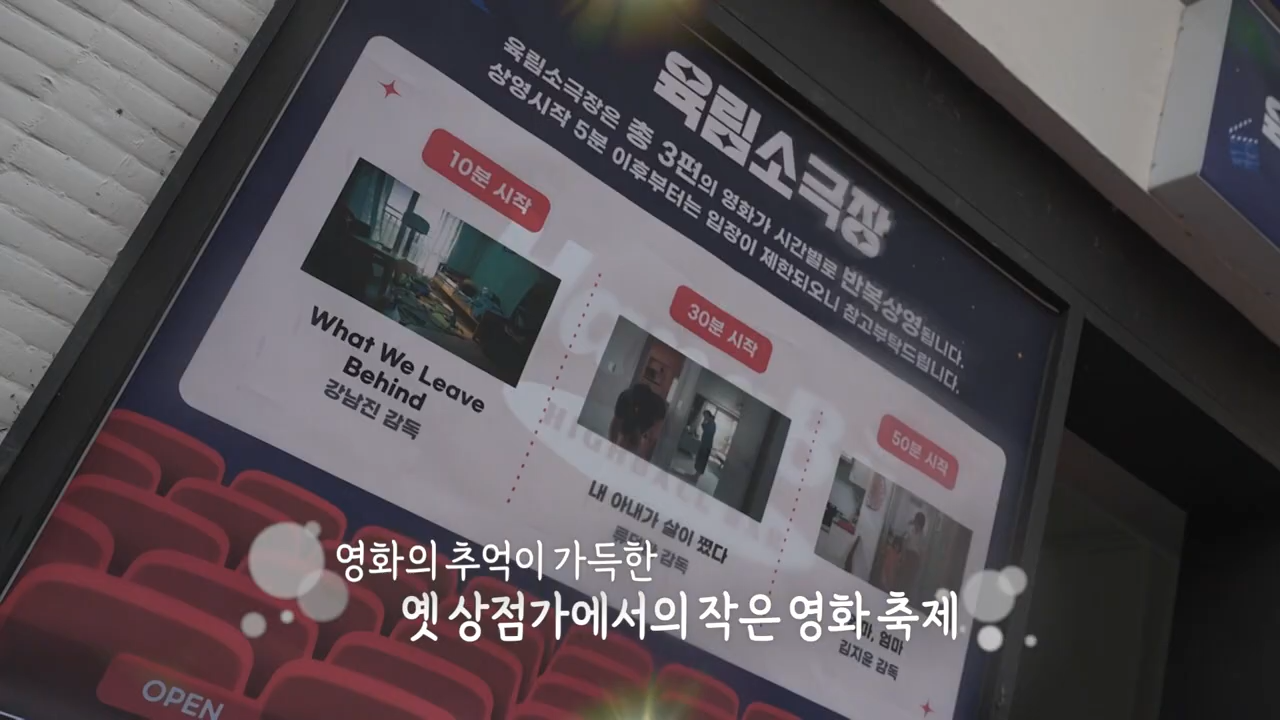 육림소극장
육림소극장은 총 3편의 영화가 시간별로 반복상영됩니다.
상영시작 5분 이후부터는 입장이 제한되오니 참고부탁드립니다.
10분 시작
What We Leave
Behind
강남진 감독
30분 시작
내 아내가 살이 쪘다
감독
50분 시작
엄마
김지윤 감독
영화의 추억이 가득한
옛 상점가에서의 작은 영화 축제
OPEN